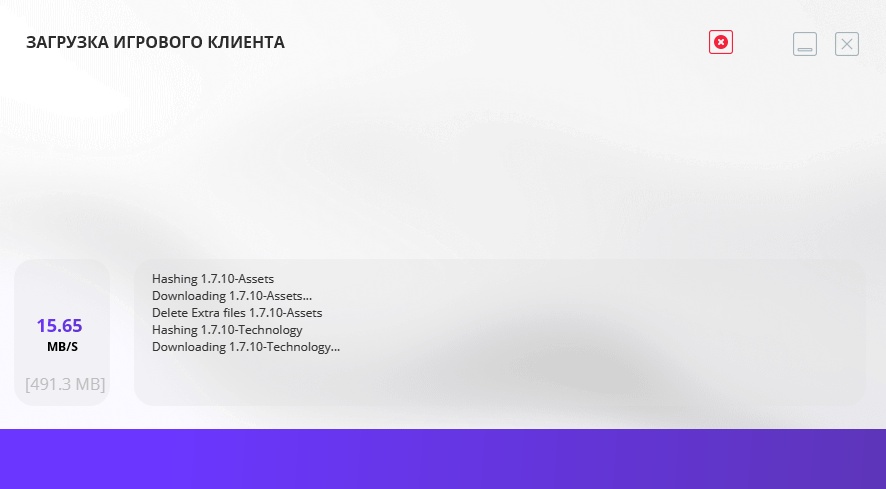 ЗАГРУЗКА ИГРОВОГО КЛИЕНТА
Hashing 1.7.10-Assets
Downloading 1.7.10-Assets...
Delete Extra files 1.7.10-Assets
Hashing 1.7.10-Technology
Downloading 1.7.10-Technology...
15.65
MB/S
[491.3 MB]